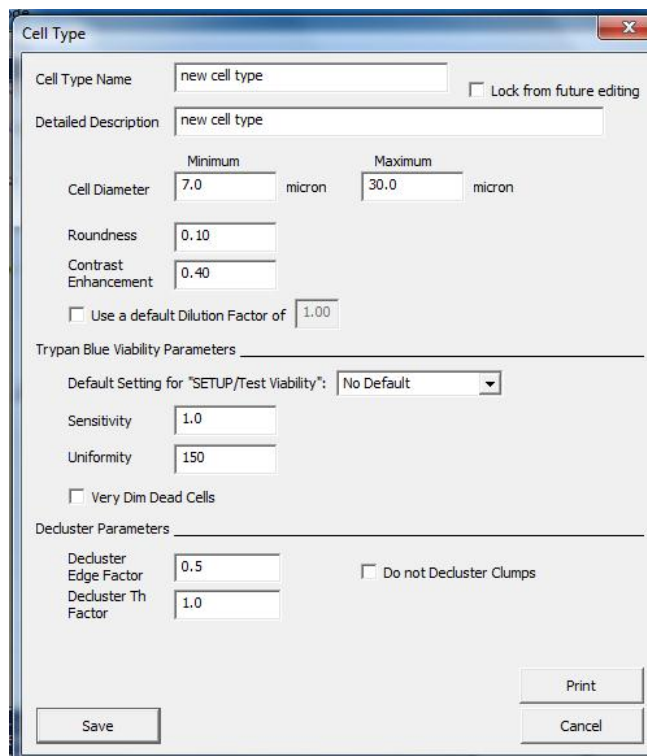 Cell Type
Cell Type Name
new cell type
Lock from future editing
Detailed Description
new cell type
Minimum
Maximum
Cell Diameter
7.0
micron
30.0
micron
Roundness
0.10
Contrast
Enhancement
0.40
Use a default Dilution Factor of
1.00
Trypan Blue Viability Parameters
Default Setting for "SETUP/Test Viability":
No Default
Sensitivity
1.0
Uniformity
150
Very Dim Dead Cells
Decluster Parameters
Decluster
Edge Factor
0.5
Do not Decluster Clumps
Decluster Th
Factor
1.0
Print
Save
Cancel